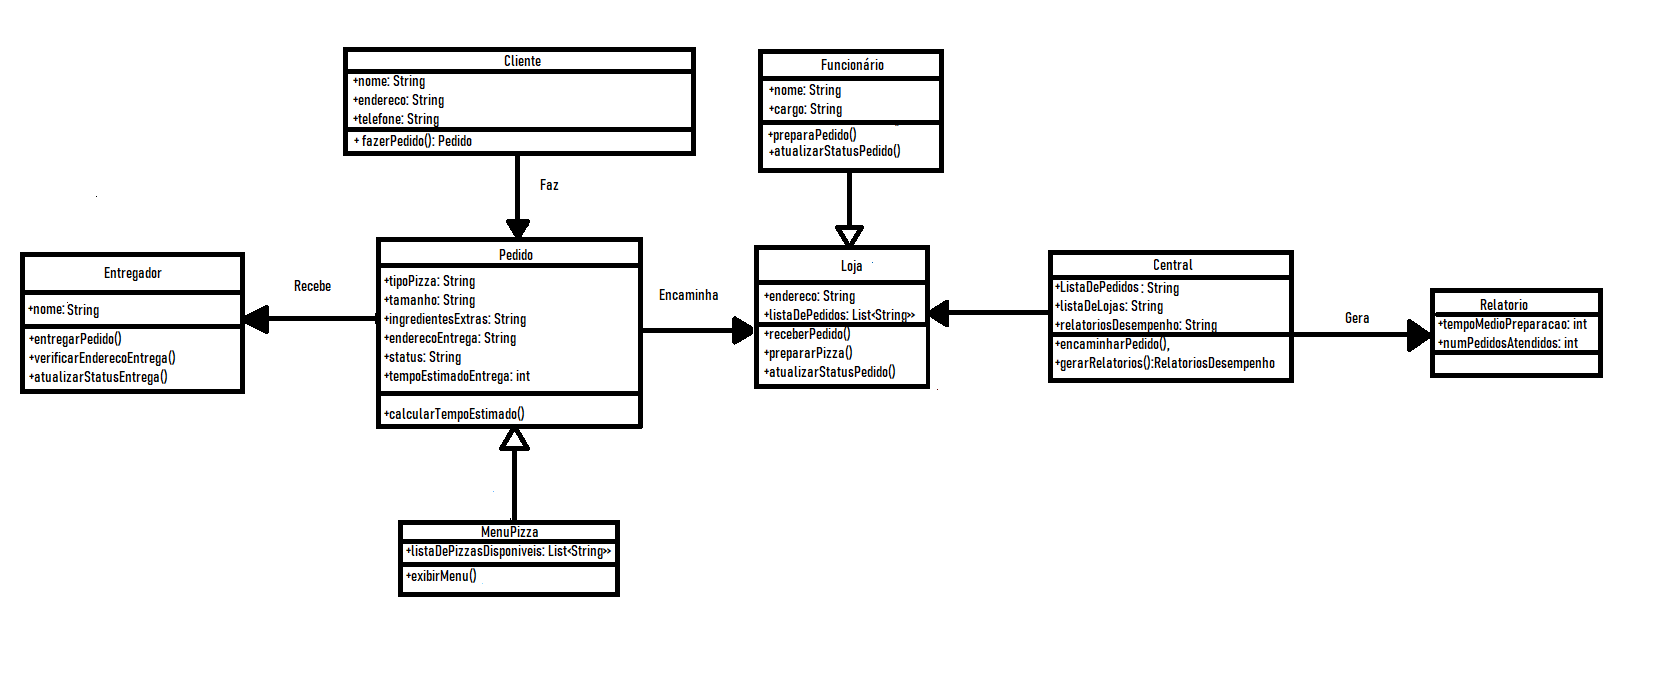 Cliente
+nome: String
+endereco: String
+telefone: String
+ fazerPedido(): Pedido
Funcionário
+nome: String
+cargo: String
+preparaPedido()
+atualizarStatusPedido()
Faz
Entregador
+nome: String
+entregarPedido()
+verificarEnderecoEntrega()
+atualizarStatusEntrega()
Recebe
Pedido
+tipoPizza: String
+tamanho: String
+ingredientesExtras: String
+enderecoEntrega: String
+status: String
+tempoEstimadoEntrega: int
+calcularTempoEstimado()
Encaminha
Loja
+endereco: String
+listaDePedidos: List<String>>
+receberPedido()
+prepararPizza()
+atualizarStatusPedido()
Central
+ListaDePedidos : String
+listaDeLojas: String
+relatoriosDesempenho: String
+encaminharPedido(),
+gerarRelatorios():RelatoriosDesempenho
Gera
Relatorio
+tempoMedioPreparacao: int
+numPedidosAtendidos: int
MenuPizza
+listaDePizzasDisponiveis: List<String>>
+exibirMenu()